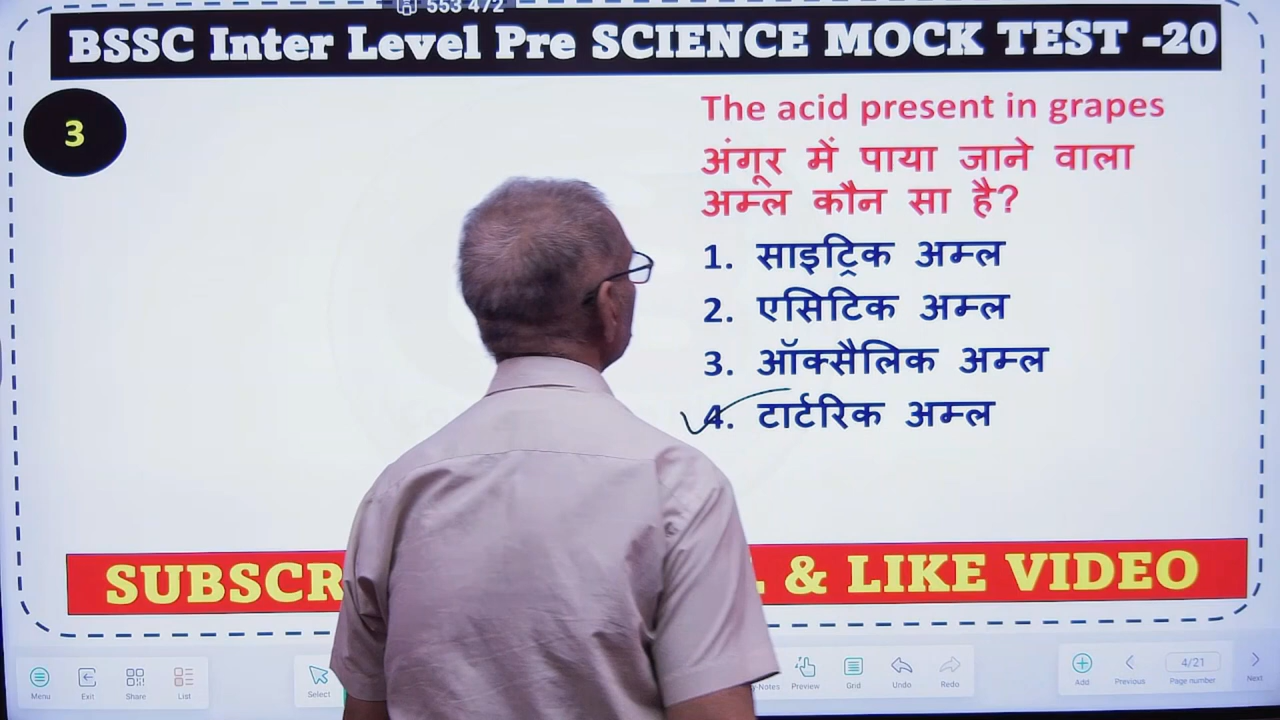 553 472
BSSC Inter Level Pre SCIENCE MOCK TEST -20
3
The acid present in grapes
अंगूर में पाया जाने वाला
अम्ल कौन सा है?
1. साइट्रिक अम्ल
2. एसिटिक अम्ल
3. ऑक्सैलिक अम्ल
4. टार्टरिक अम्ल
SUBSCR & LIKE VIDEO
Menu Exit Share List Select y-Notes Preview Grid Undo Redo Add Previous 4/21 Page number Next